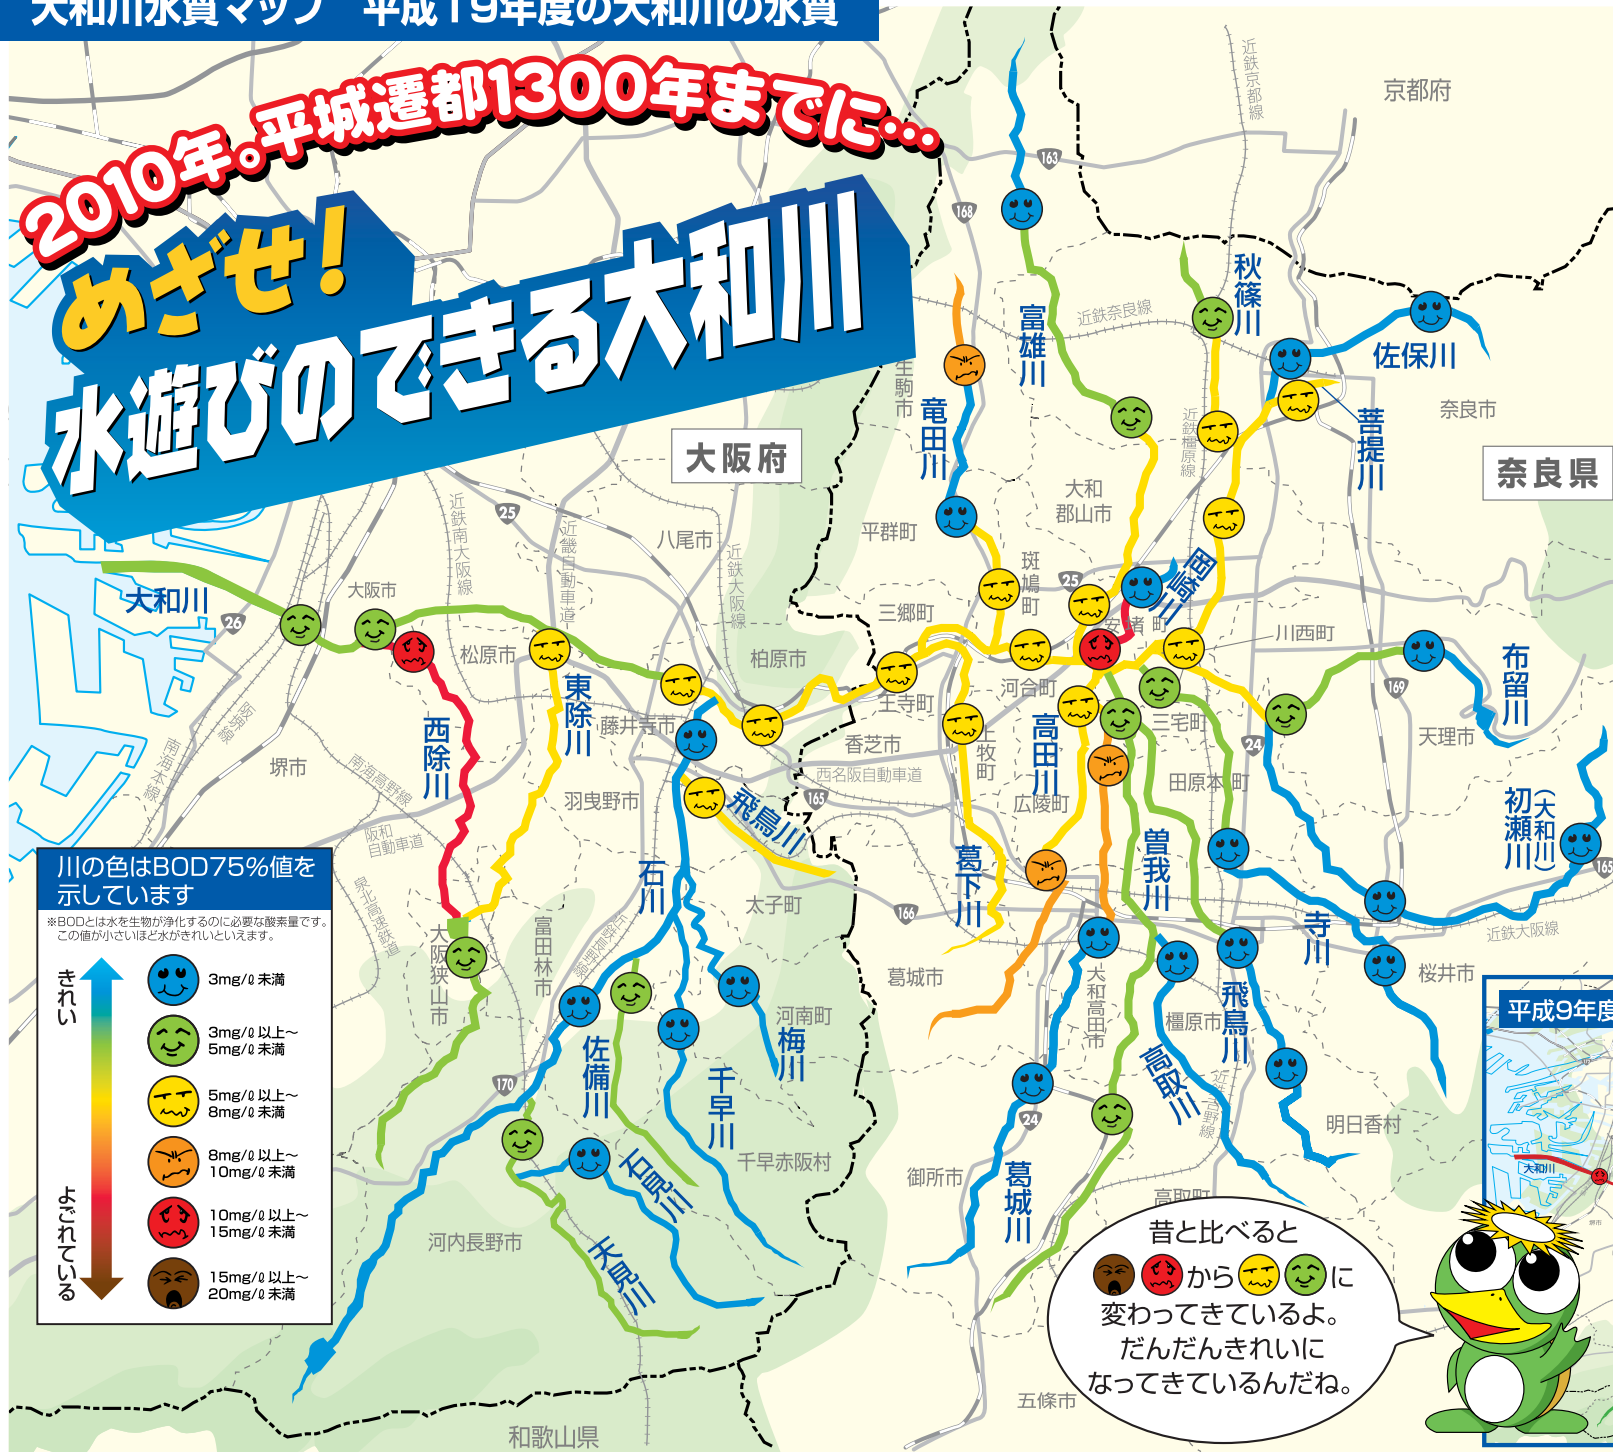 大和川水質マップ 平成19年度の大和川の水質
2010年。平城遷都1300年までに…
めざせ！
水遊びのできる大和川
大阪府
奈良県
京都府
和歌山県
近鉄京都線
163
168
富雄川
近鉄奈良線
秋篠川
佐保川
奈良市
菩提川
生駒市
竜田川
近鉄橿原線
大和
郡山市
平群町
斑鳩町
25
岡崎川
安堵町
三郷町
川西町
河合町
王寺町
三宅町
高田川
上牧町
香芝市
西名阪自動車道
165
広陵町
田原本町
24
169
布留川
天理市
初瀬川
(大和川)
165
葛下川
曽我川
166
寺川
近鉄大阪線
桜井市
葛城市
大和高田市
橿原市
飛鳥川
高取川
近鉄吉野線
明日香村
24
御所市
葛城川
高取町
五條市
25
近鉄南大阪線
近畿自動車道
八尾市
近鉄大阪線
大和川
26
大阪市
松原市
柏原市
東除川
藤井寺市
西除川
阪堺線
南海本線
堺市
南海高野線
阪和
自動車道
羽曳野市
飛鳥川
石川
太子町
泉北高速鉄道
大阪狭山市
富田林市
近鉄長野線
河南町
梅川
佐備川
千早川
170
千早赤阪村
石見川
天見川
河内長野市
川の色はBOD75%値を
示しています
※BODとは水を生物が浄化するのに必要な酸素量です。
この値が小さいほど水がきれいといえます。
きれい
よごれている
3mg/ℓ 未満
3mg/ℓ 以上～
5mg/ℓ 未満
5mg/ℓ 以上～
8mg/ℓ 未満
8mg/ℓ 以上～
10mg/ℓ 未満
10mg/ℓ 以上～
15mg/ℓ 未満
15mg/ℓ 以上～
20mg/ℓ 未満
平成9年度
大和川
昔と比べると
から に
変わってきているよ。
だんだんきれいに
なってきているんだね。